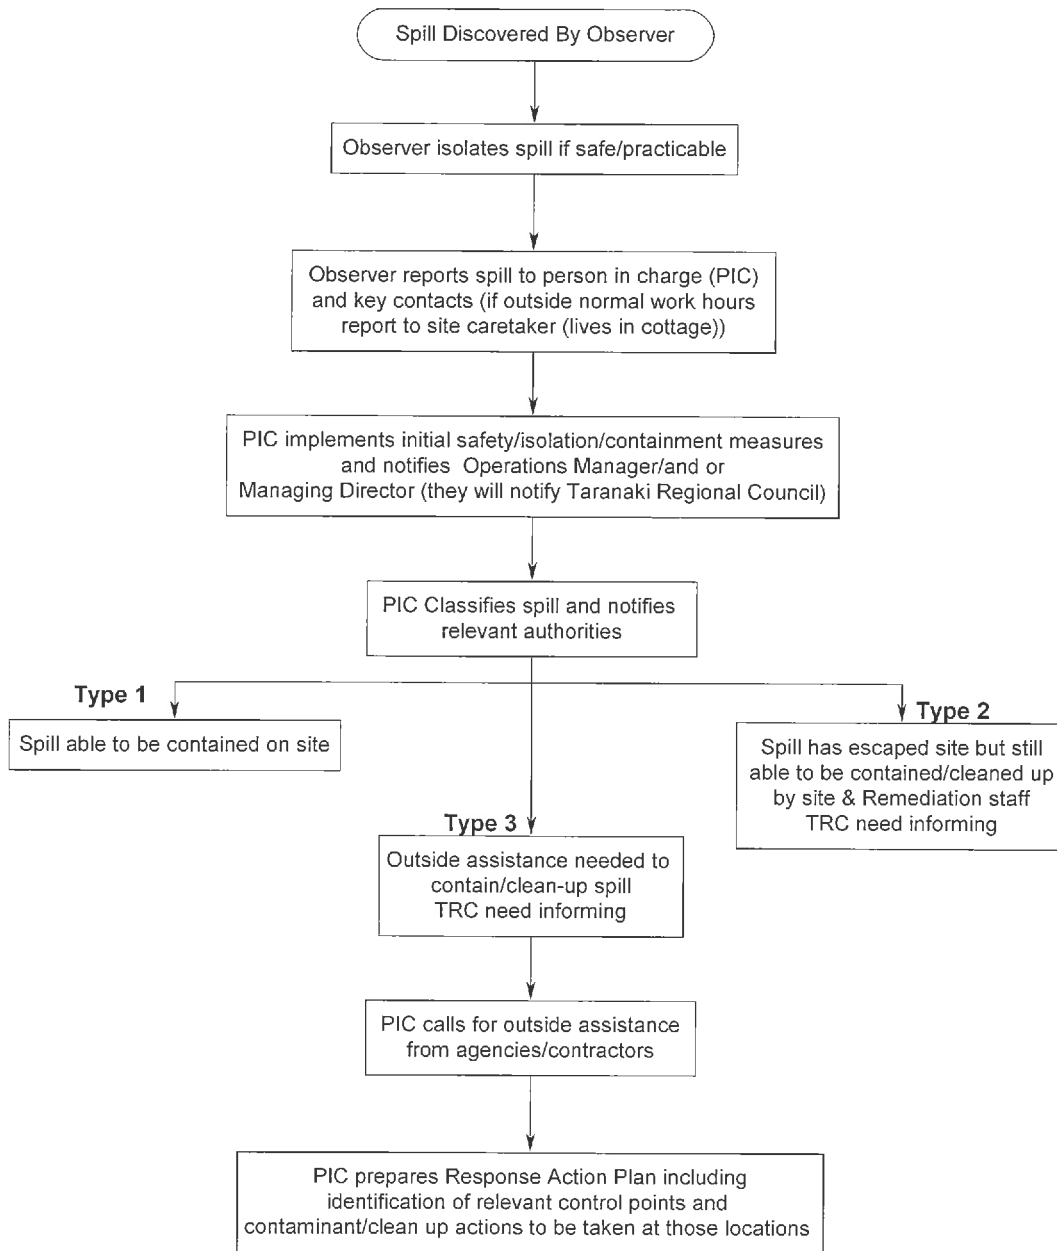 Spill Discovered By Observer
Observer isolates spill if safe/practicable
Observer reports spill to person in charge (PIC)
and key contacts (if outside normal work hours
report to site caretaker (lives in cottage))
PIC implements initial safety/isolation/containment measures
and notifies Operations Manager/and or
Managing Director (they will notify Taranaki Regional Council)
PIC Classifies spill and notifies
relevant authorities
Type 1
Spill able to be contained on site
Type 2
Spill has escaped site but still
able to be contained/cleaned up
by site & Remediation staff
TRC need informing
Type 3
Outside assistance needed to
contain/clean-up spill
TRC need informing
PIC calls for outside assistance
from agencies/contractors
PIC prepares Response Action Plan including
identification of relevant control points and
contaminant/clean up actions to be taken at those locations